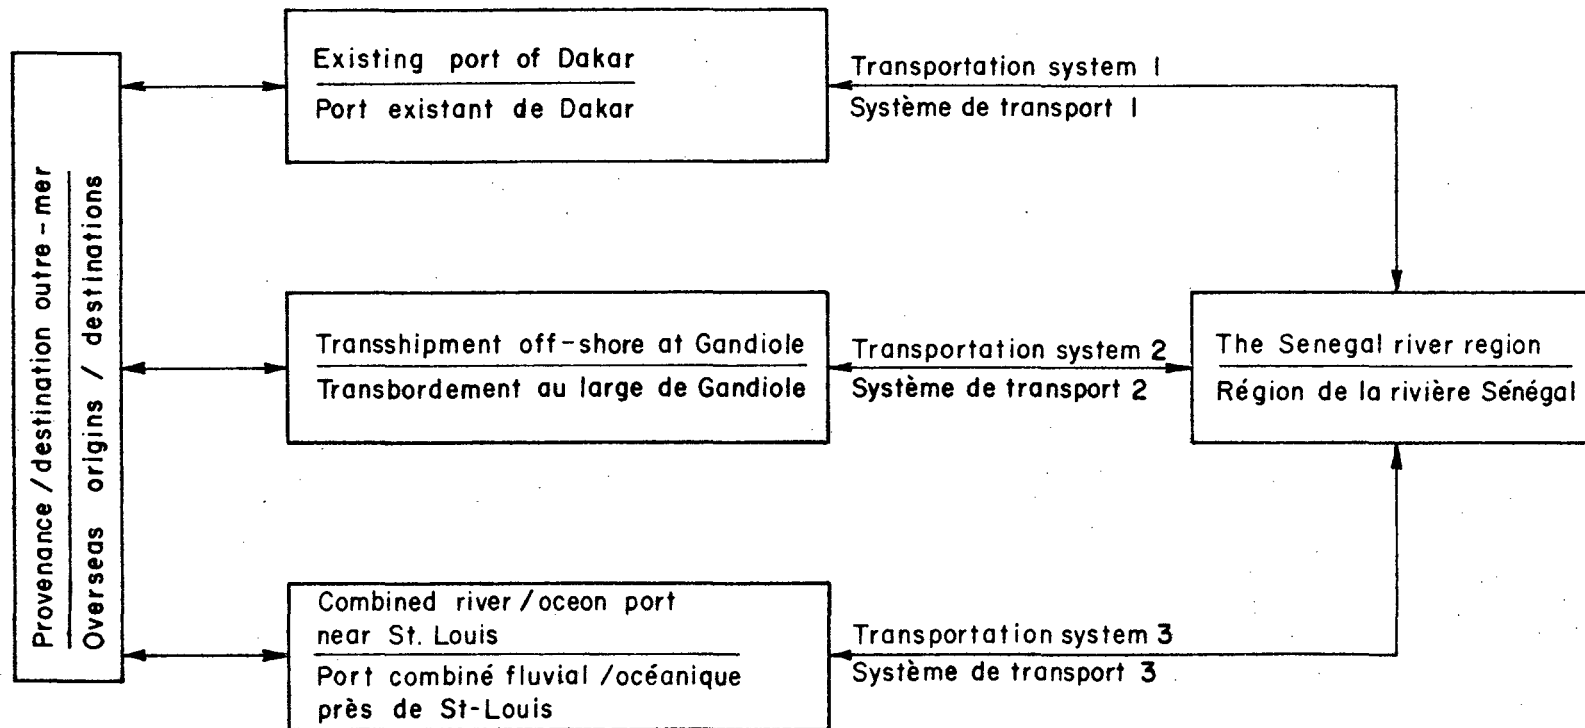 Provenance / destination outre-mer
Overseas origins / destinations
Existing port of Dakar
Port existant de Dakar
Transportation system 1
Système de transport 1
Transshipment off-shore at Gandiole
Transbordement au large de Gandiole
Transportation system 2
Système de transport 2
The Senegal river region
Région de la rivière Sénégal
Combined river / oceon port
near St. Louis
Port combiné fluvial / océanique
près de St-Louis
Transportation system 3
Système de transport 3